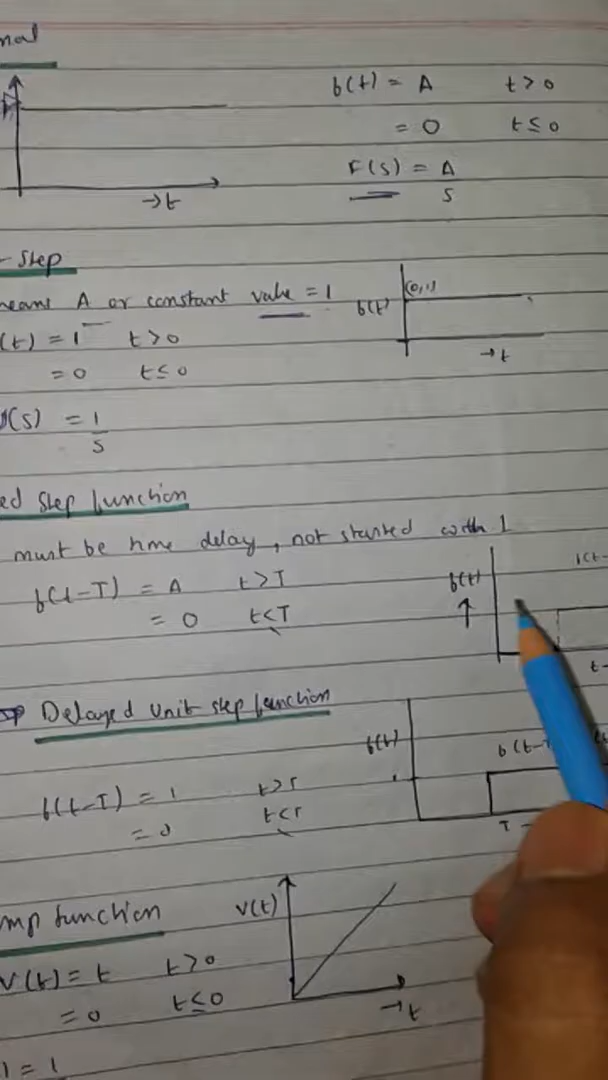 nal
f(t) = A t>0
= 0 t≤0
F(S) = A
S
→t
-Step
means A or constant value = 1
(0,1)
f(t)
(t) = 1 t>0
→t
= 0 t≤0
(S) = 1
S
ed Step function
must be time delay, not started with 1
f(t-T) = A t>T
= 0 t<T
f(t)
f(t-
t-
Delayed Unit step function
f(t)
f(t-T
f(t-T) = 1 t>T
= 0 t<T
T -
mp function
V(t)
V(t) = t t>0
= 0 t≤0
→t
) = 1